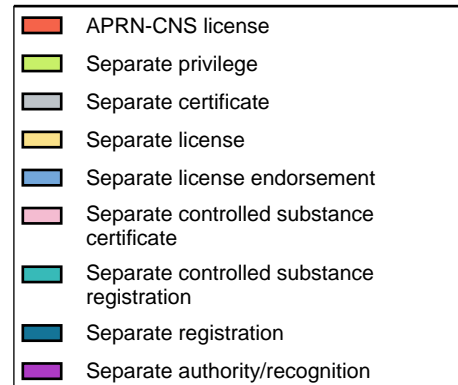 APRN-CNS license
Separate privilege
Separate certificate
Separate license
Separate license endorsement
Separate controlled substance
certificate
Separate controlled substance
registration
Separate registration
Separate authority/recognition